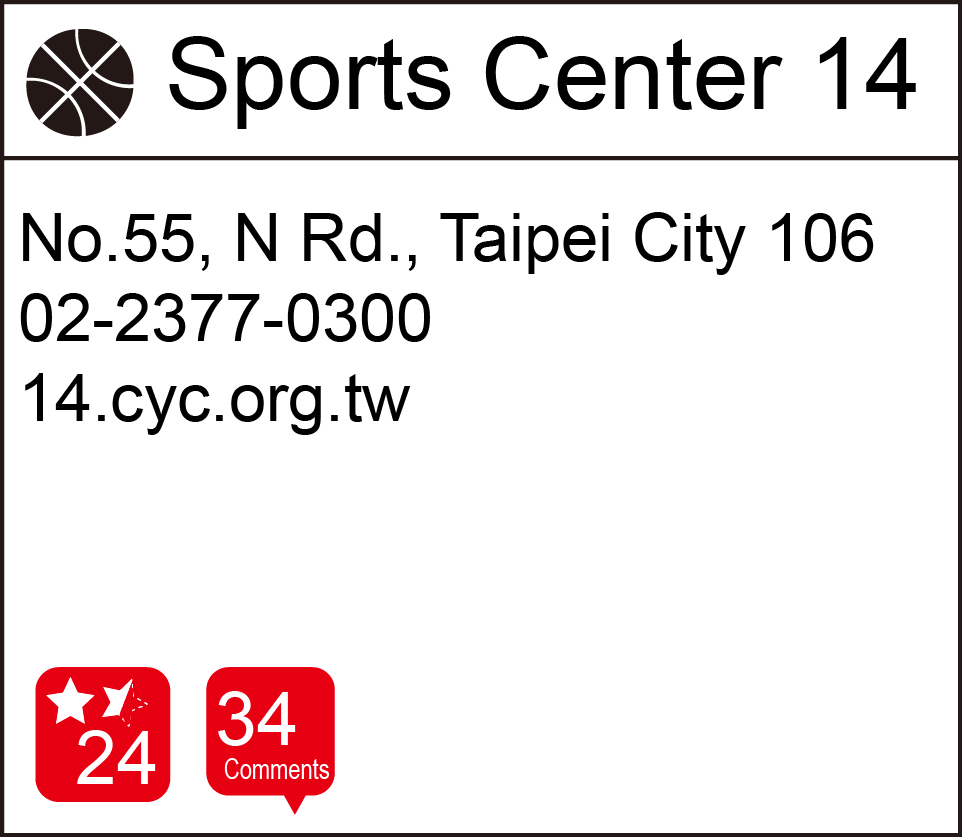 Sports Center 14
No.55, N Rd., Taipei City 106
02-2377-0300
14.cyc.org.tw
24
34
Comments